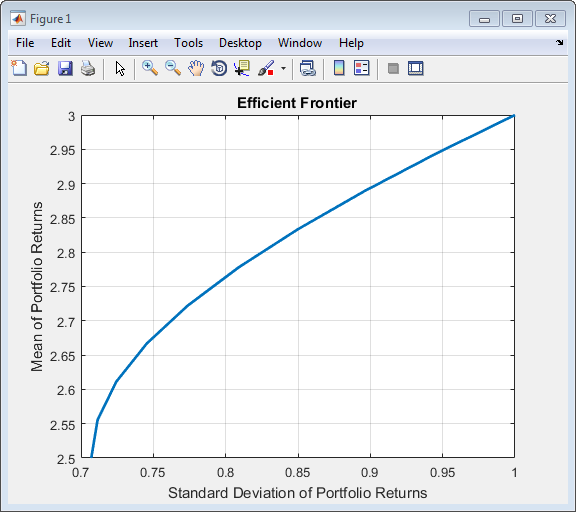 Figure 1
File Edit View Insert Tools Desktop Window Help
Efficient Frontier
3
2.95
2.9
2.85
2.8
2.75
2.7
2.65
2.6
2.55
2.5
Mean of Portfolio Returns
0.7 0.75 0.8 0.85 0.9 0.95 1
Standard Deviation of Portfolio Returns